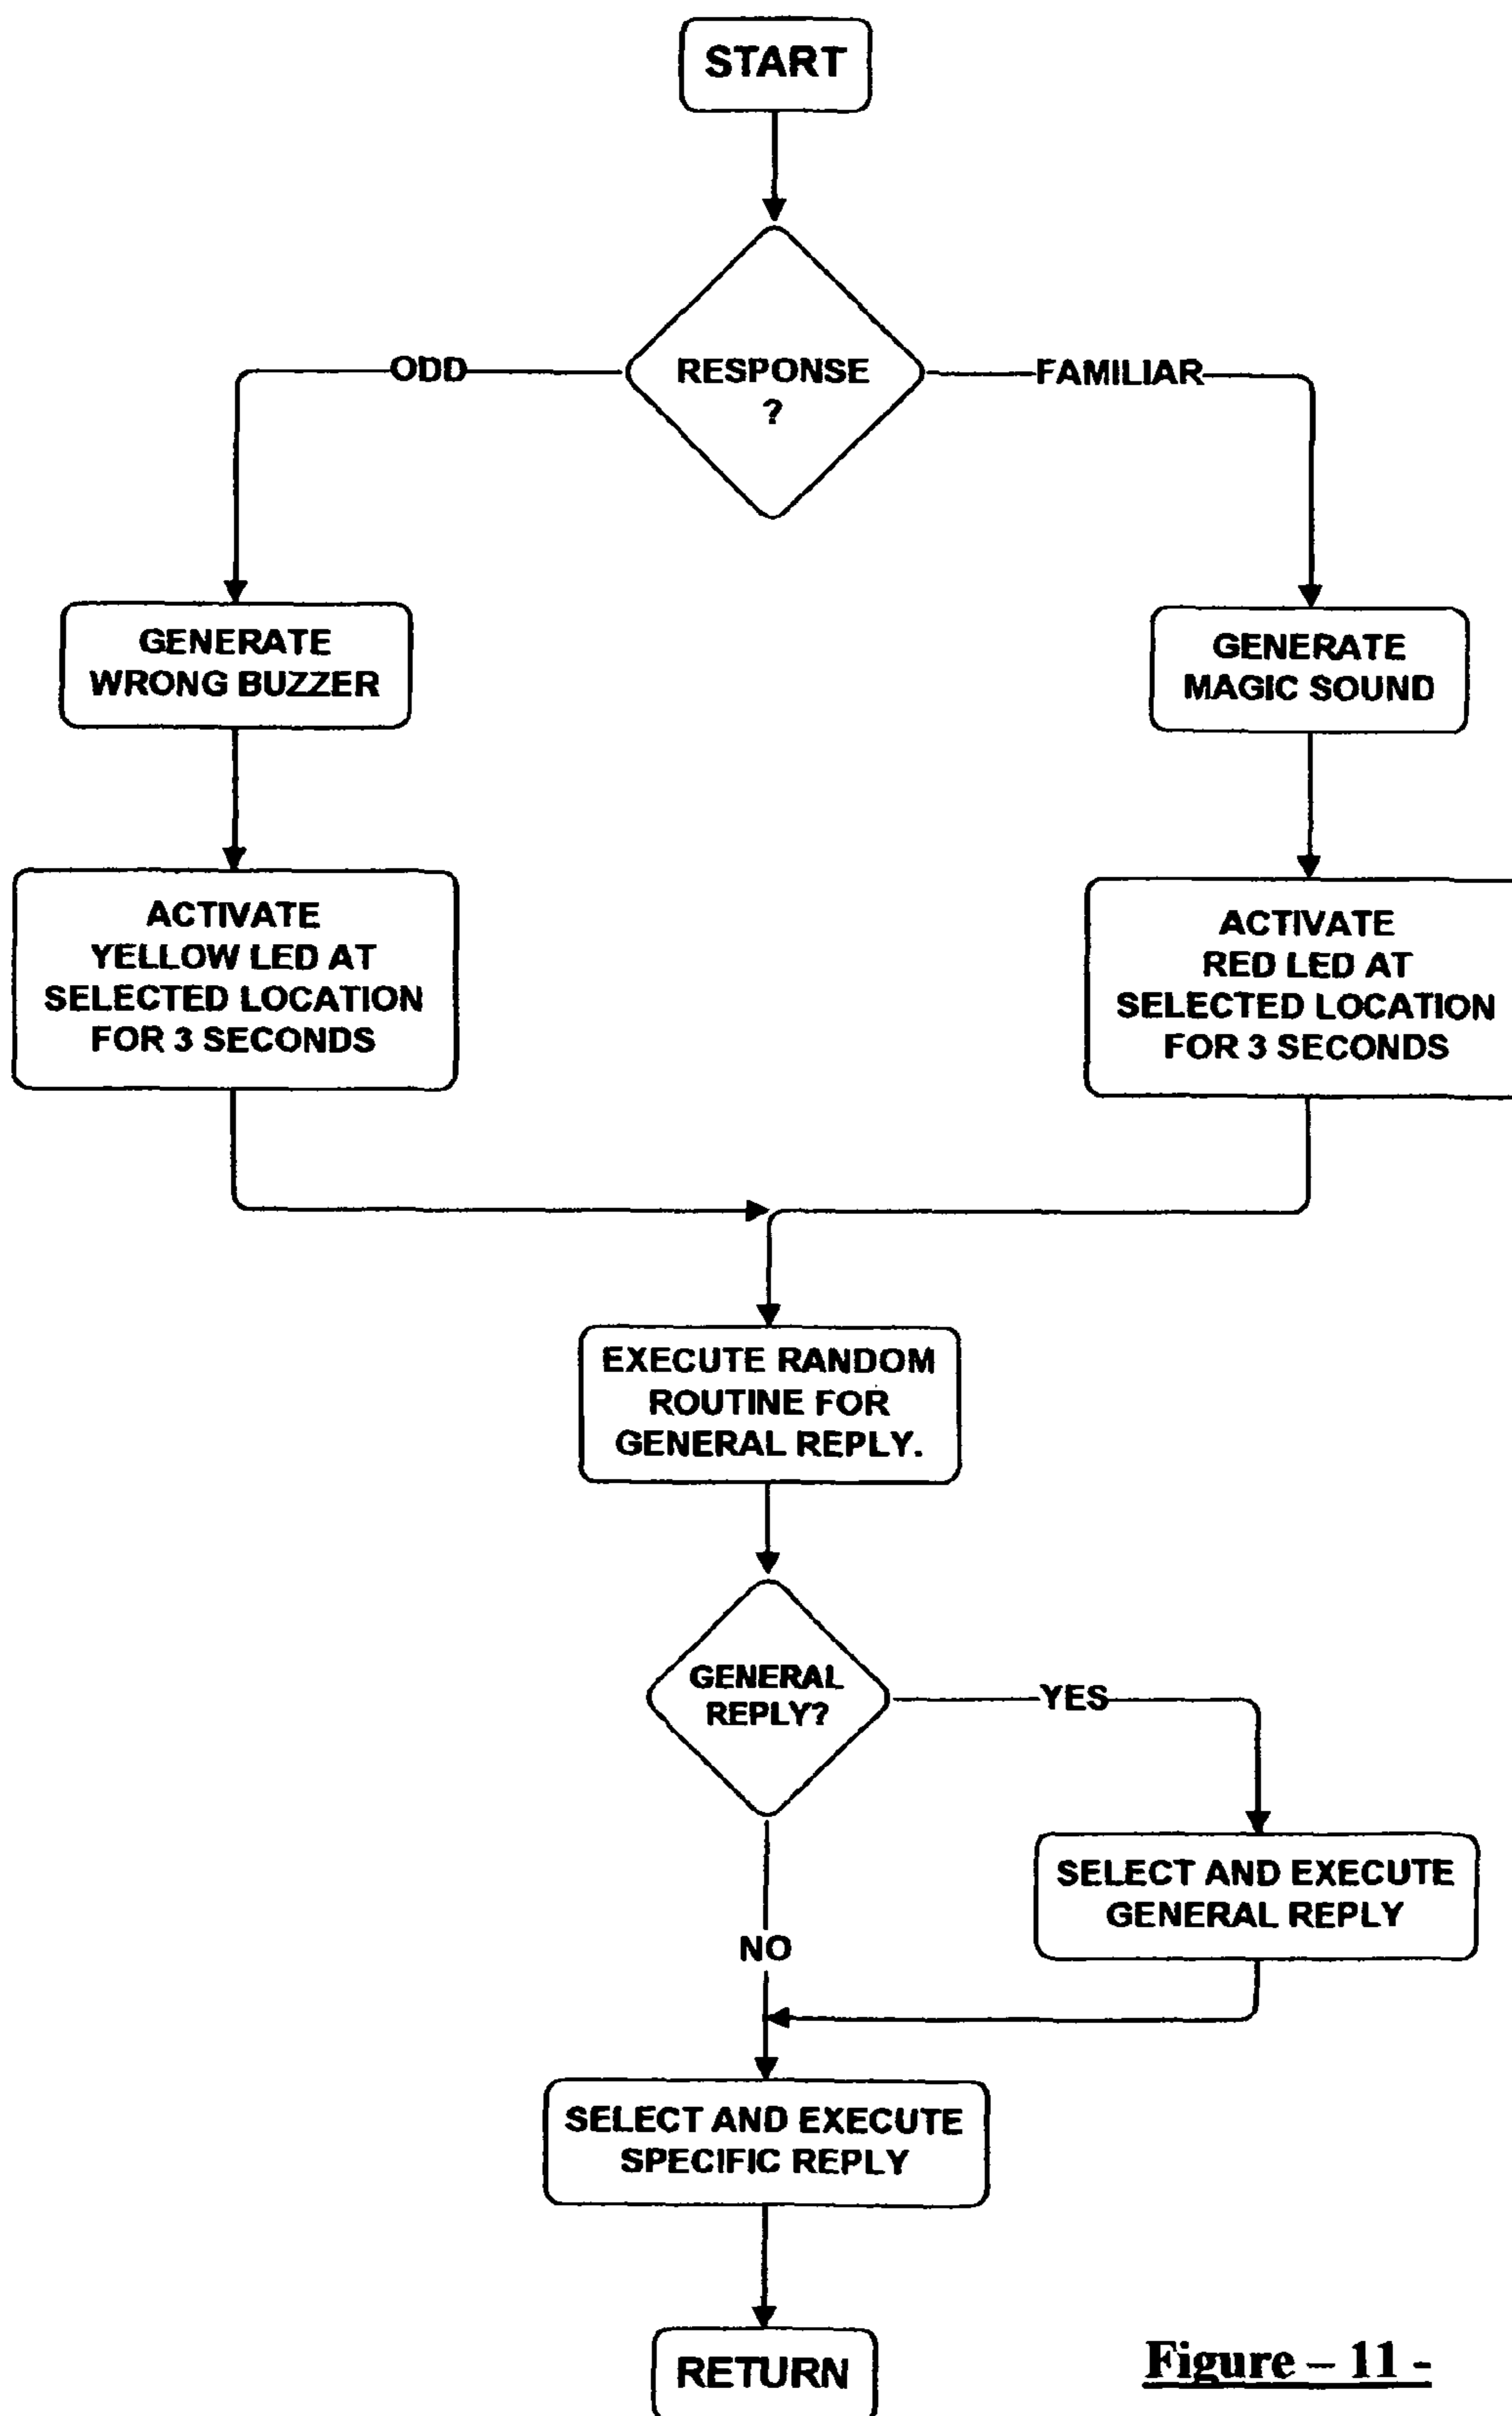 START
RESPONSE
?
ODD
FAMILIAR
GENERATE
WRONG BUZZER
GENERATE
MAGIC SOUND
ACTIVATE
YELLOW LED AT
SELECTED LOCATION
FOR 3 SECONDS
ACTIVATE
RED LED AT
SELECTED LOCATION
FOR 3 SECONDS
EXECUTE RANDOM
ROUTINE FOR
GENERAL REPLY.
GENERAL
REPLY?
YES
SELECT AND EXECUTE
GENERAL REPLY
NO
SELECT AND EXECUTE
SPECIFIC REPLY
RETURN
Figure – 11 -